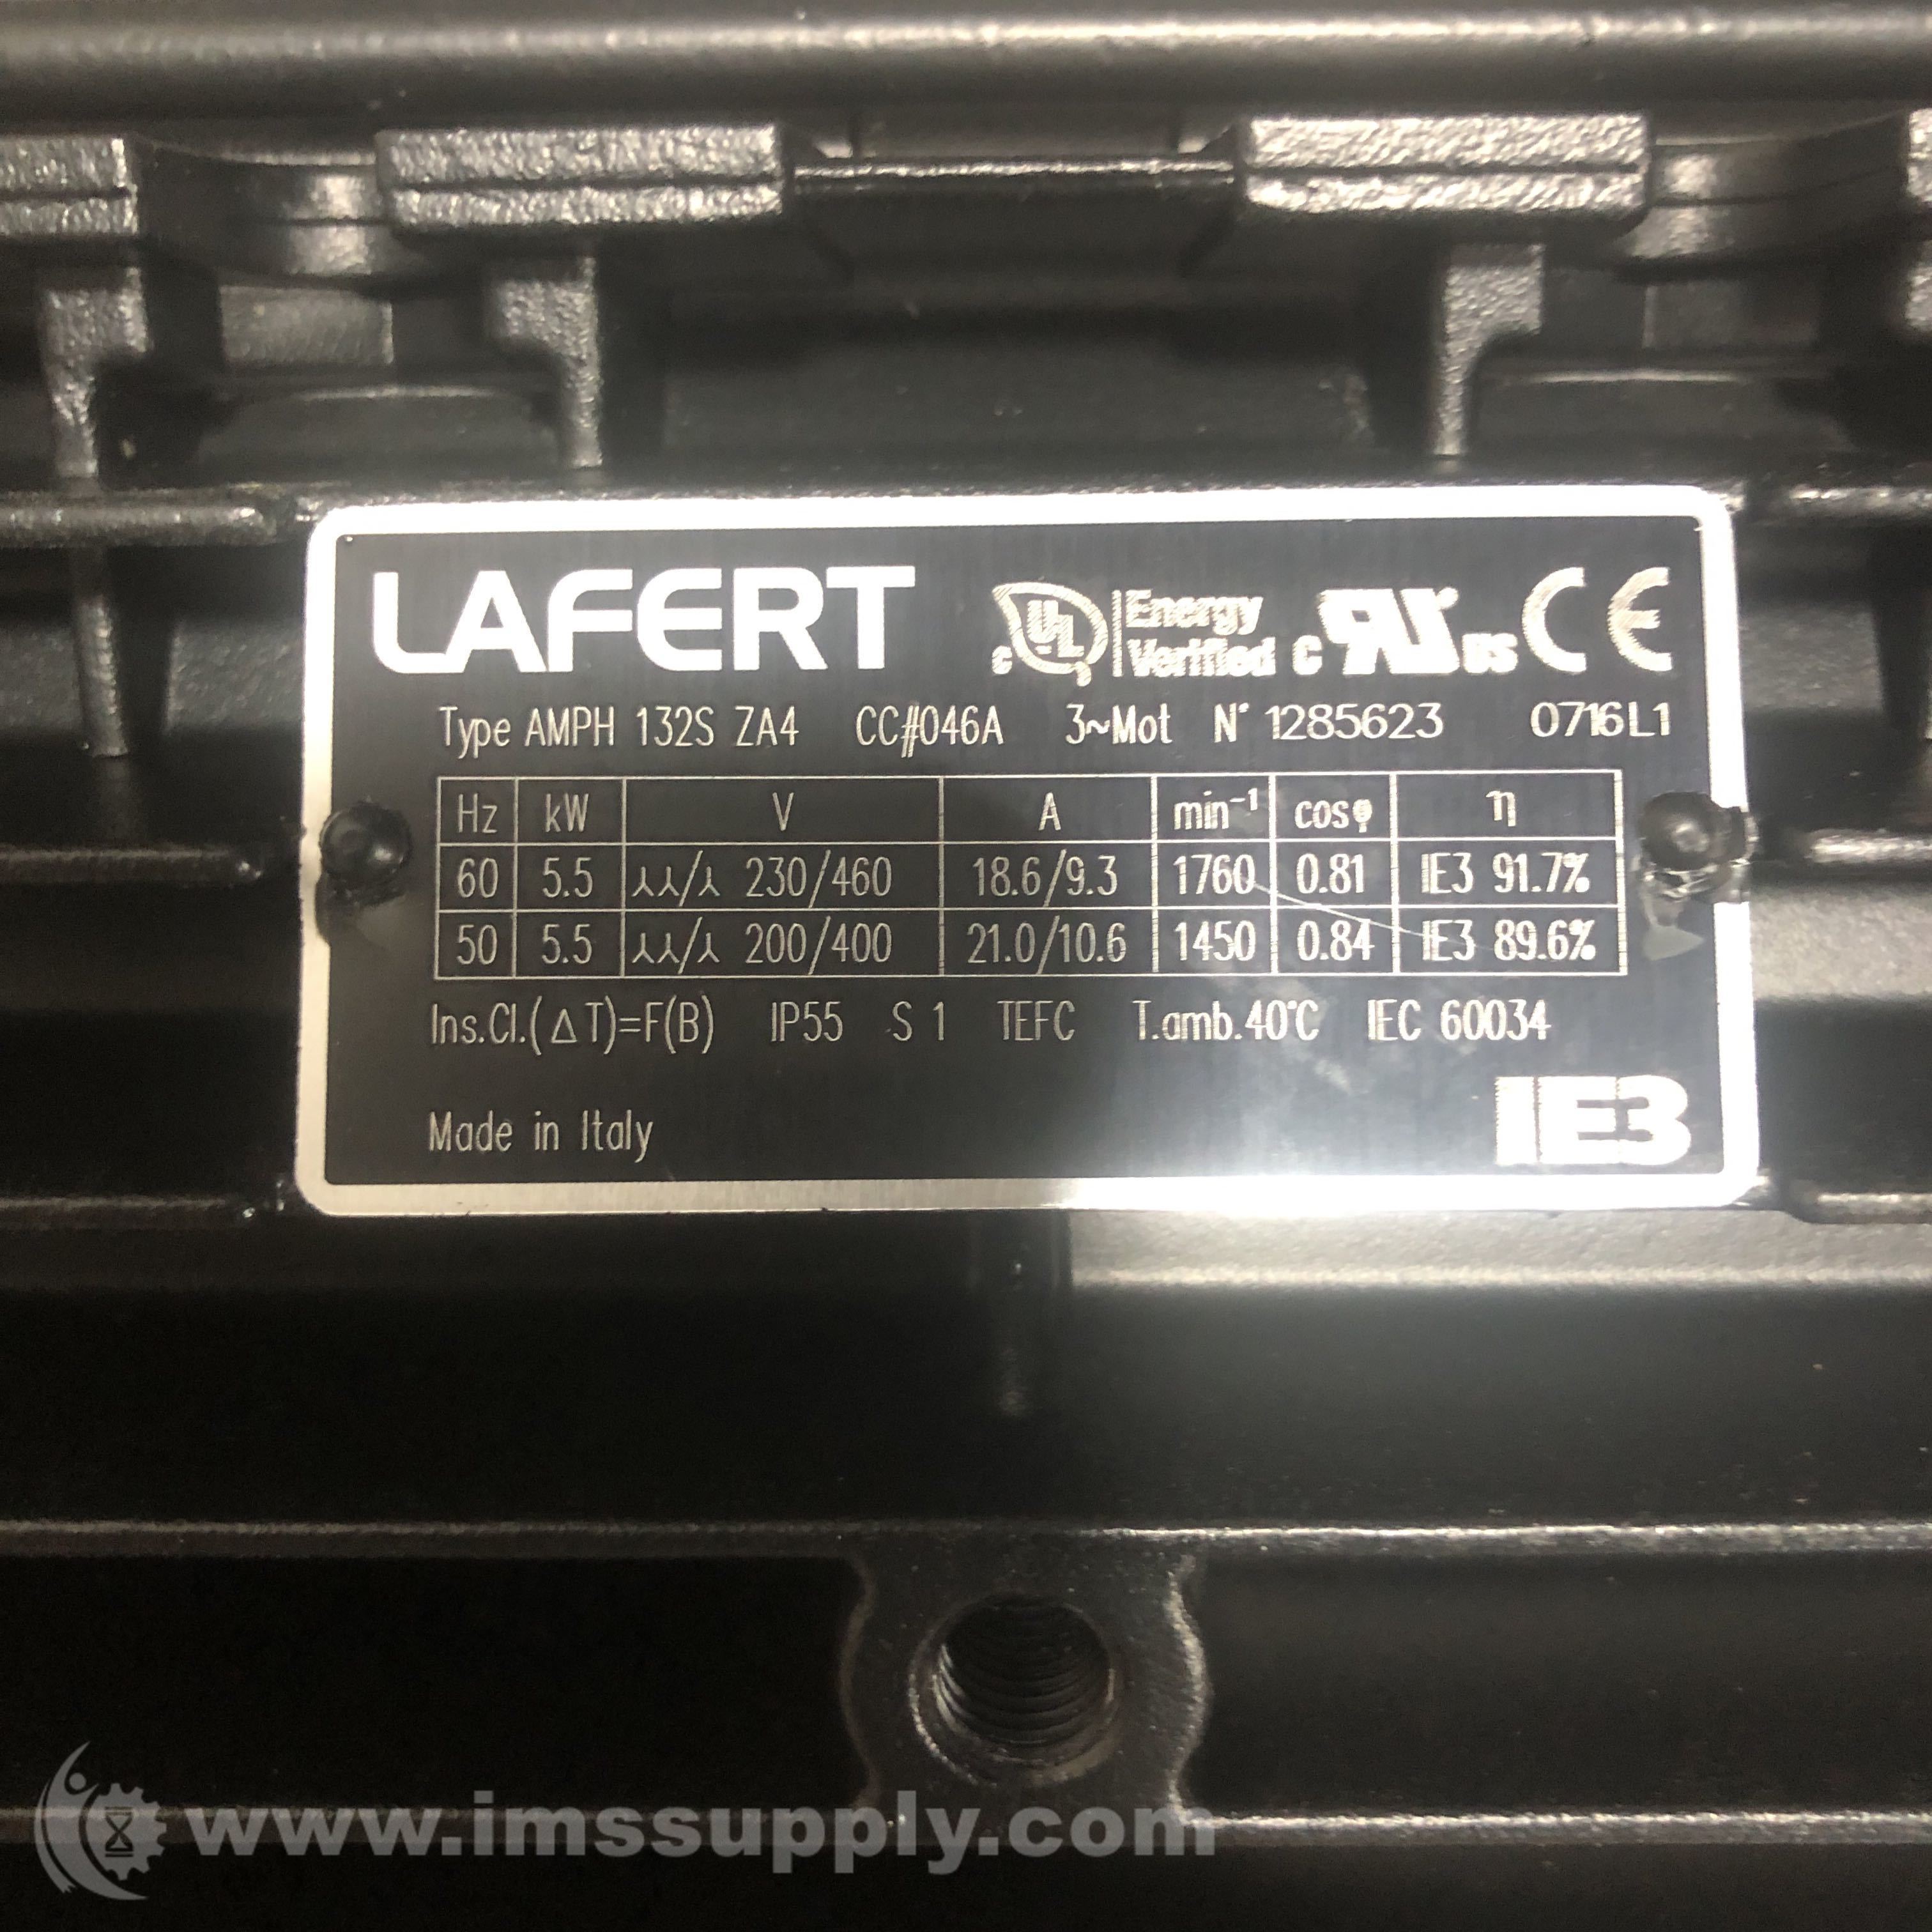 LAFERT c UL Energy Verified c RU us CE
Type AMPH 132S ZA4 CC#046A 3~Mot N° 1285623 0716L1
Hz kW V A min⁻¹ cosφ η
60 5.5 ⅄⅄/⅄ 230/460 18.6/9.3 1760 0.81 IE3 91.7%
50 5.5 ⅄⅄/⅄ 200/400 21.0/10.6 1450 0.84 IE3 89.6%
Ins.Cl.(ΔT)=F(B) IP55 S 1 TEFC T.amb.40°C IEC 60034
IE3
Made in Italy
www.imssupply.com